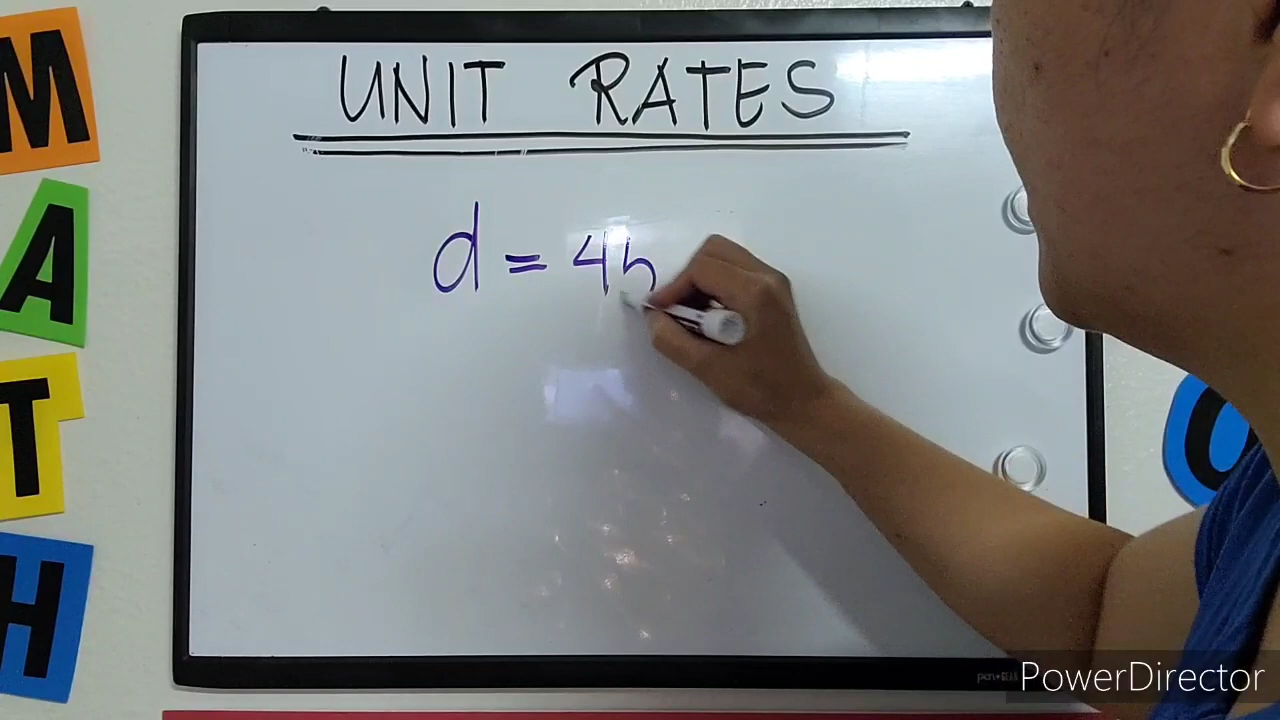 UNIT RATES
d = 4h
M
A
T
H
PowerDirector